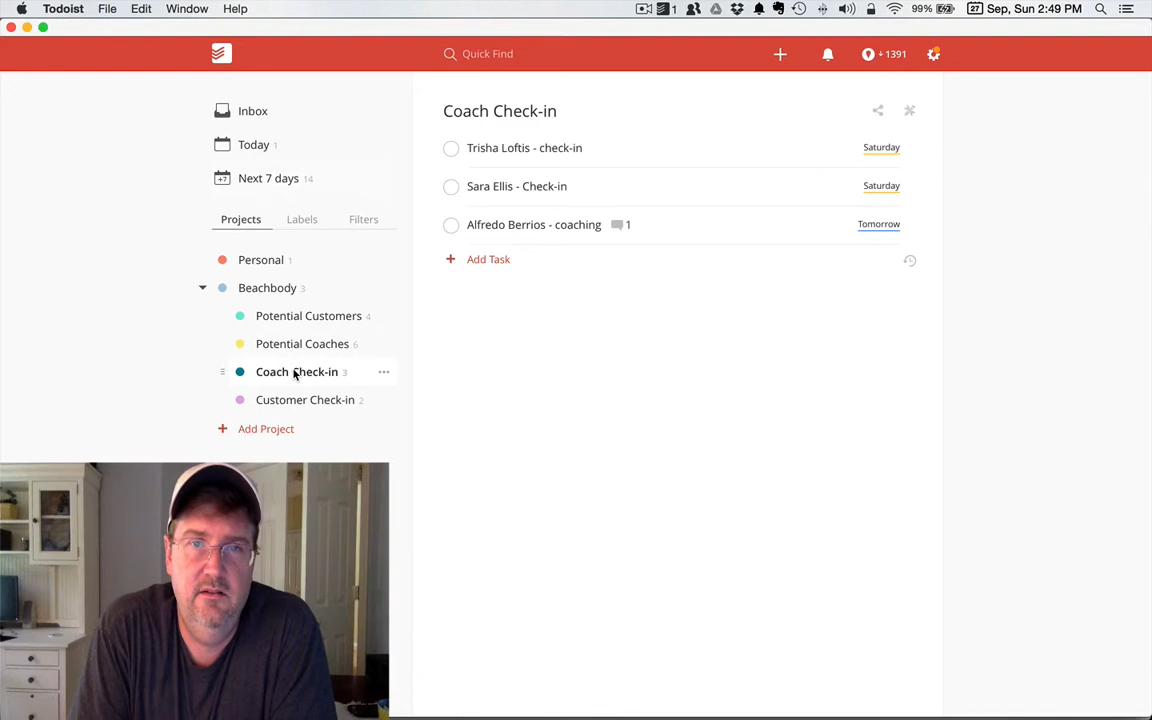 Todoist File Edit Window Help 1 99% 27 Sep, Sun 2:49 PM
Quick Find 1391
Inbox
Today 1
+7 Next 7 days 14
Projects Labels Filters
Personal 1
Beachbody 3
Potential Customers 4
Potential Coaches 6
Coach Check-in 3
Customer Check-in 2
+ Add Project
Coach Check-in
Trisha Loftis - check-in Saturday
Sara Ellis - Check-in Saturday
Alfredo Berrios - coaching 1 Tomorrow
+ Add Task